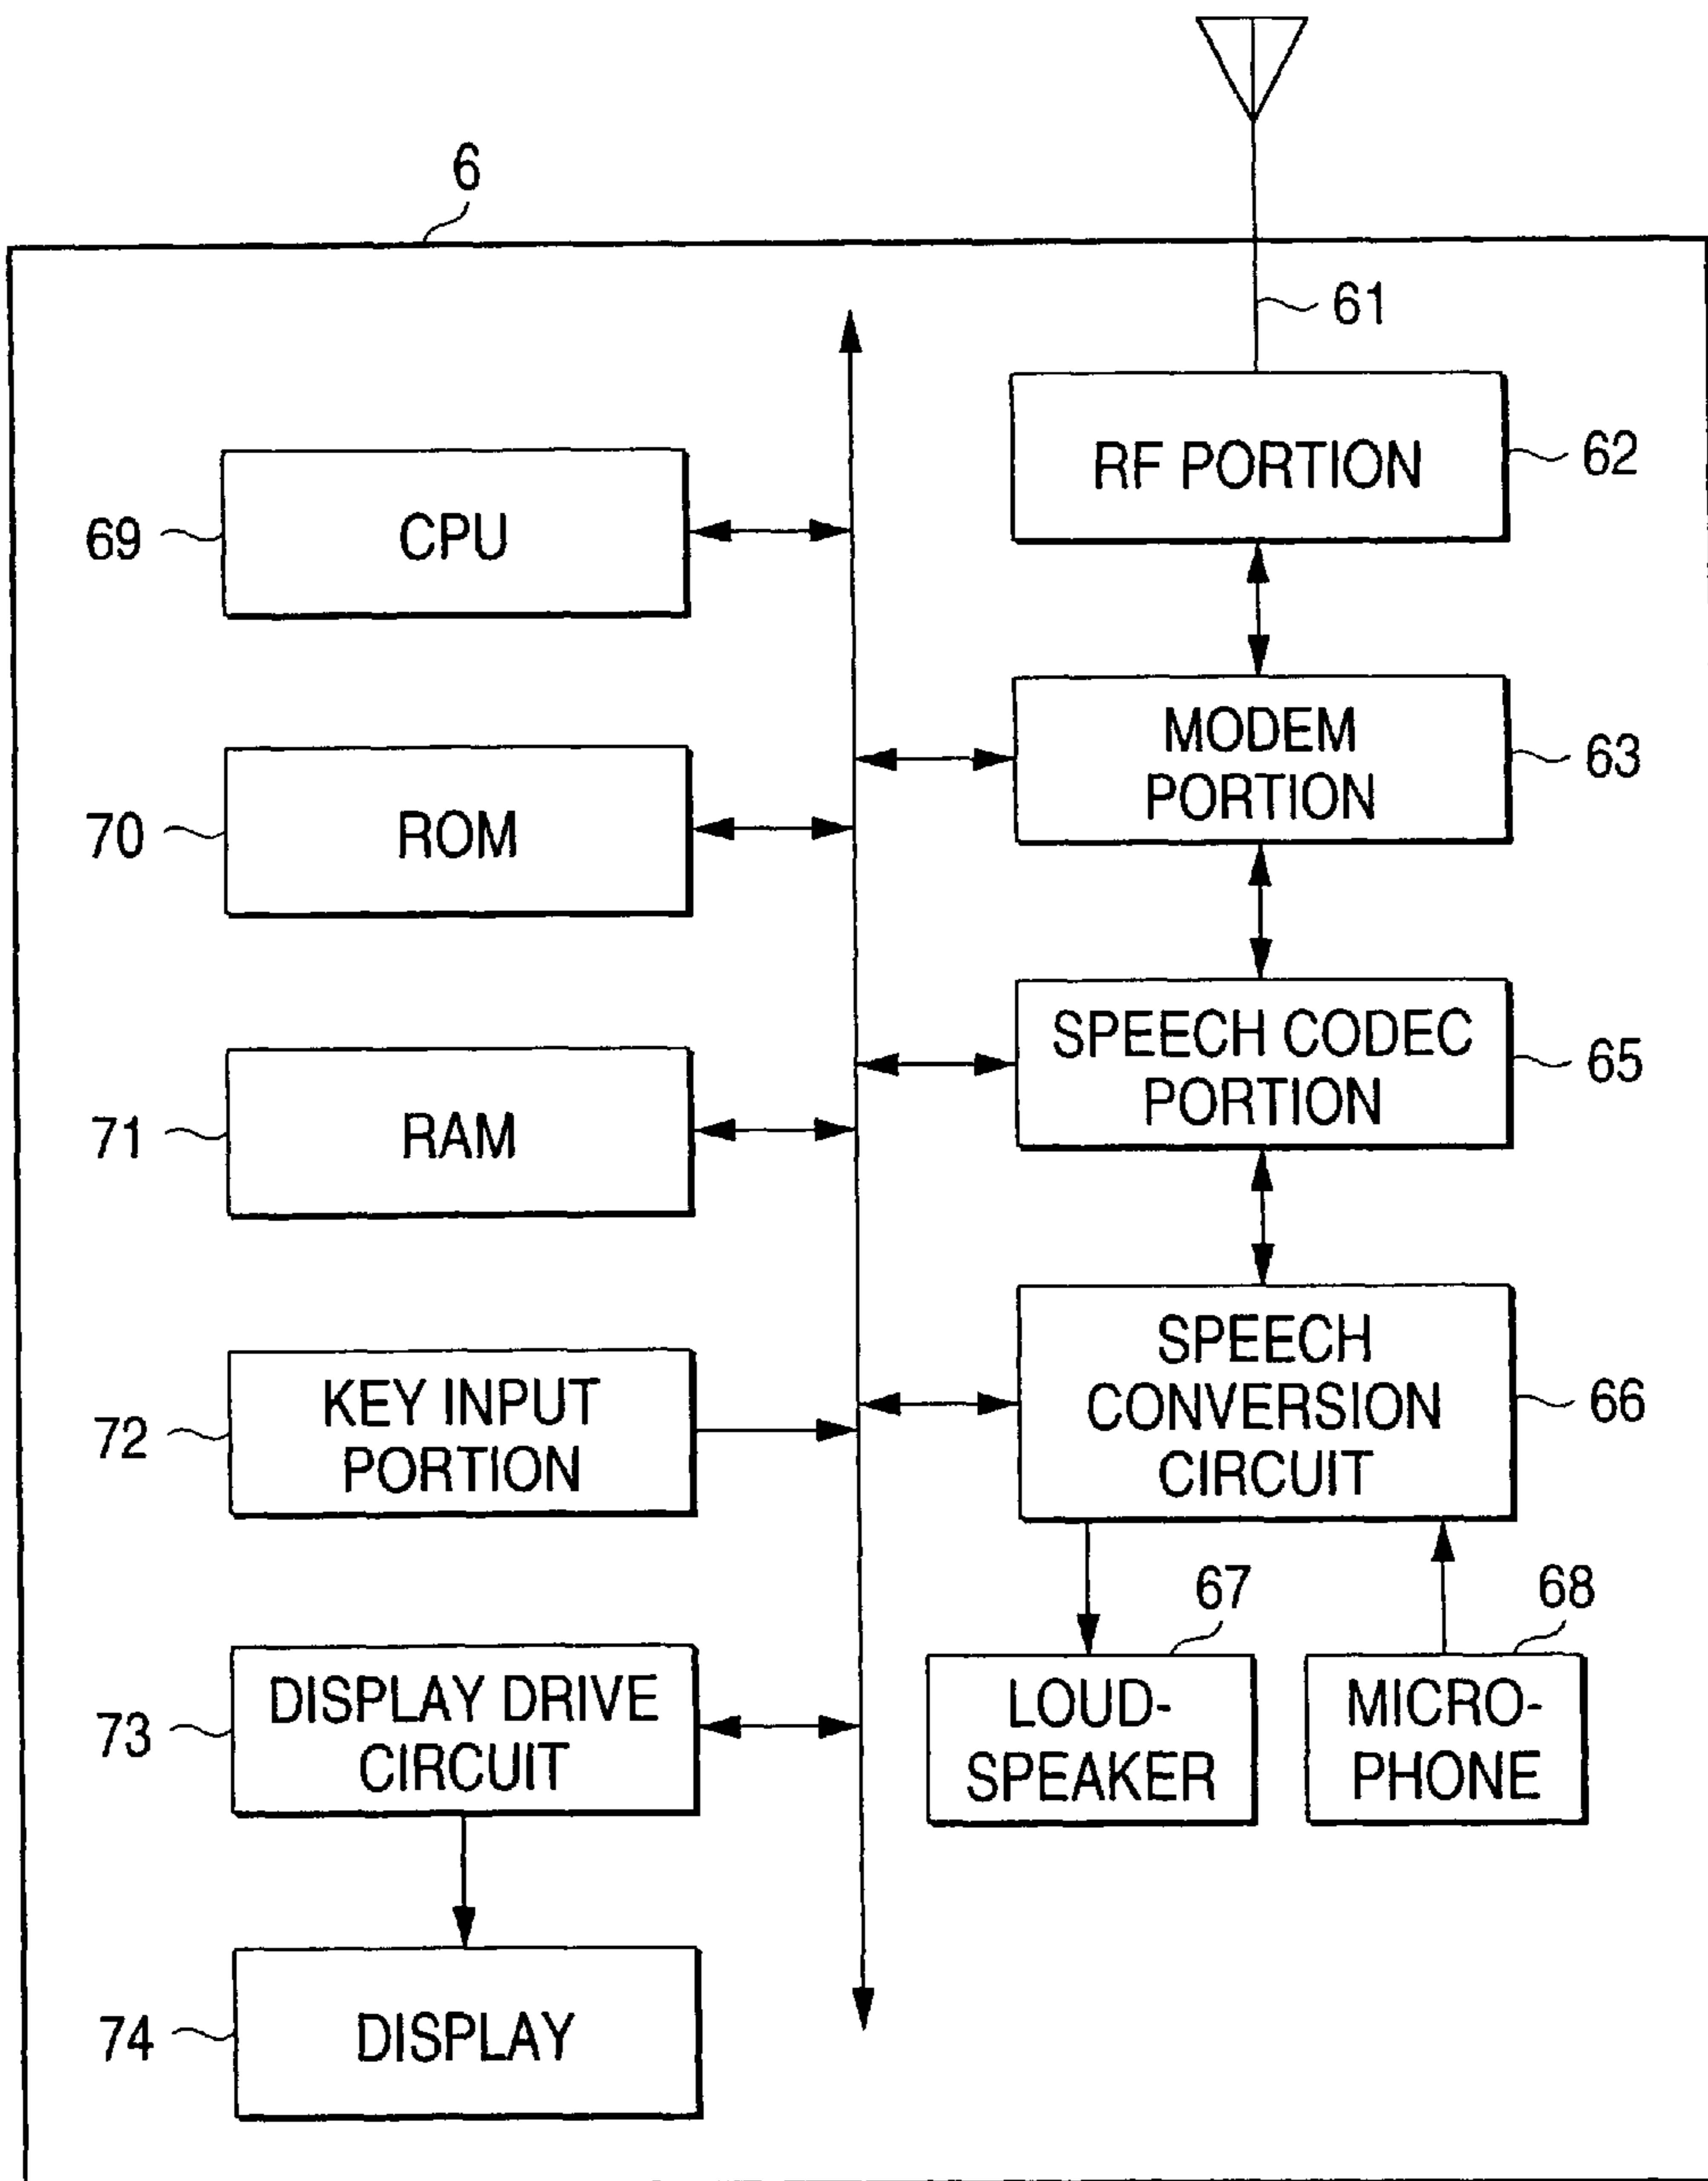 6
61
RF PORTION
62
69
CPU
MODEM
PORTION
63
70
ROM
SPEECH CODEC
PORTION
65
71
RAM
SPEECH
CONVERSION
CIRCUIT
66
72
KEY INPUT
PORTION
67
68
73
DISPLAY DRIVE
CIRCUIT
LOUD-
SPEAKER
MICRO-
PHONE
74
DISPLAY